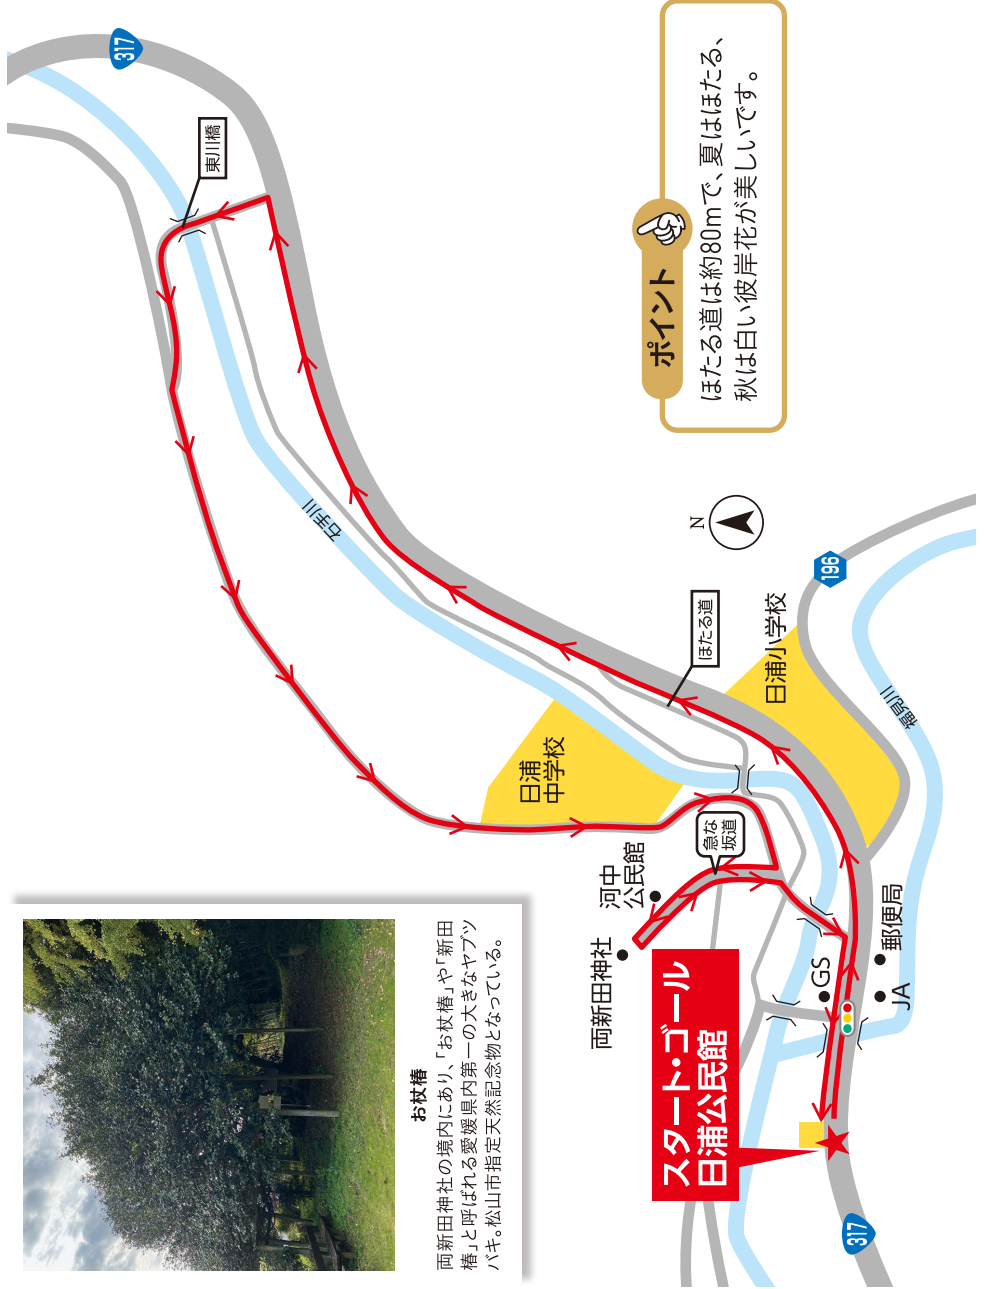 317
東川橋
ポイント
ほたる道は約80mで、夏はほたる、
秋は白い彼岸花が美しいです。
石手川
N
196
ほたる道
日浦小学校
福見川
日浦
中学校
急な
坂道
河中
公民館
両新田神社
GS
郵便局
JA
スタート・ゴール
日浦公民館
317
お杖椿
両新田神社の境内にあり、「お杖椿」や「新田
椿」と呼ばれる愛媛県内第一の大きなヤブツ
バキ。松山市指定天然記念物となっている。